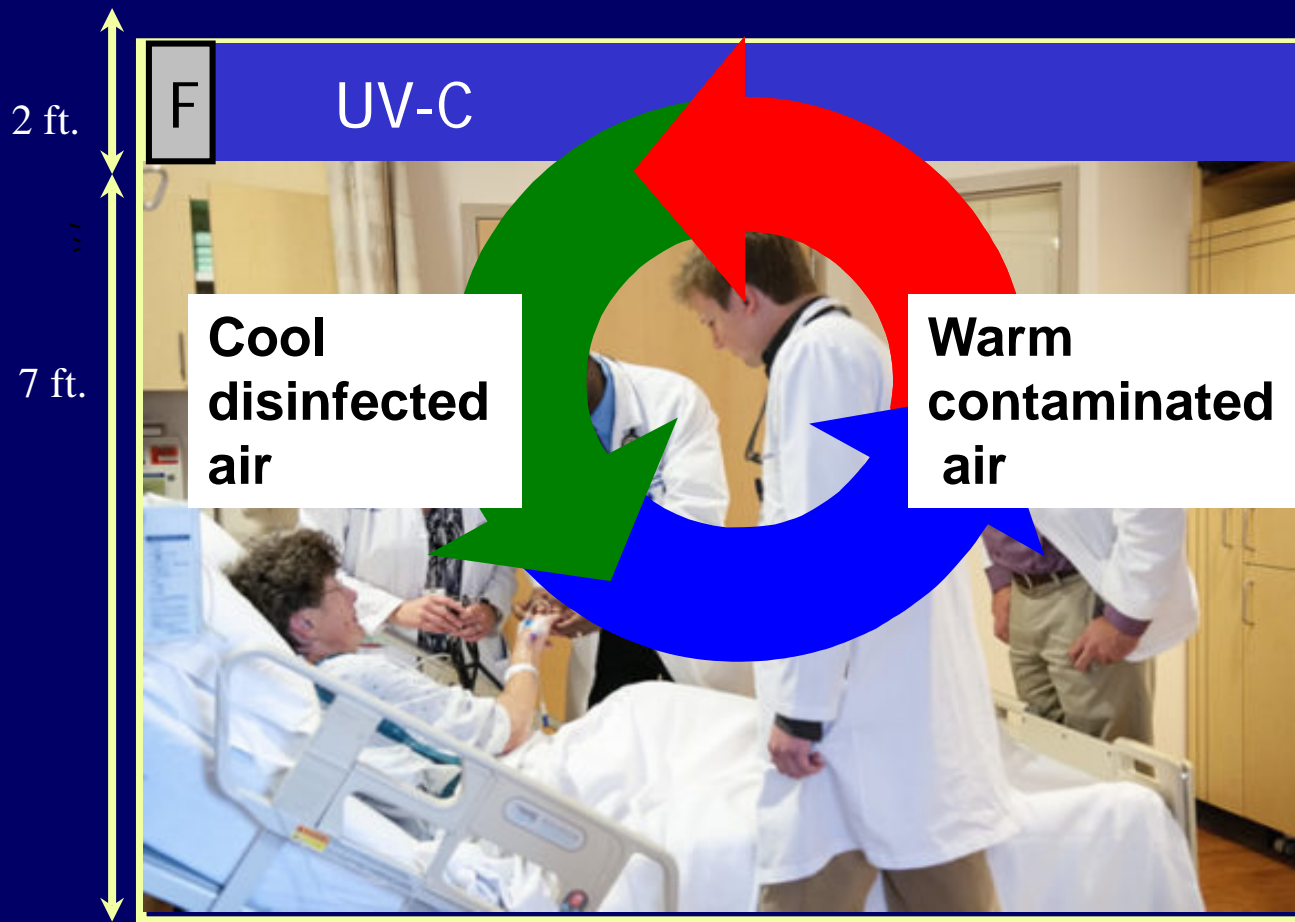 2 ft.
F
UV-C
7 ft.
Cool
disinfected
air
Warm
contaminated
air